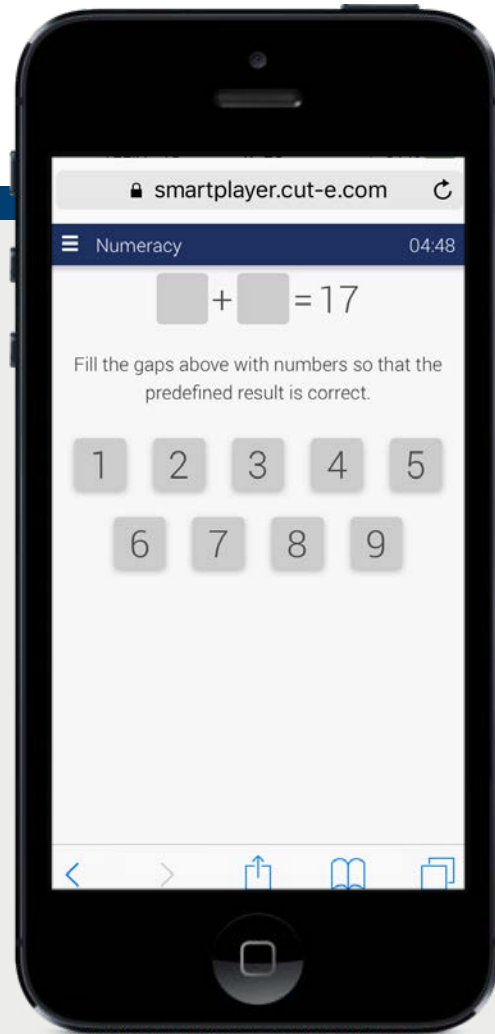 smartplayer.cut-e.com
Numeracy 04:48
+ = 17
Fill the gaps above with numbers so that the
predefined result is correct.
1 2 3 4 5
6 7 8 9